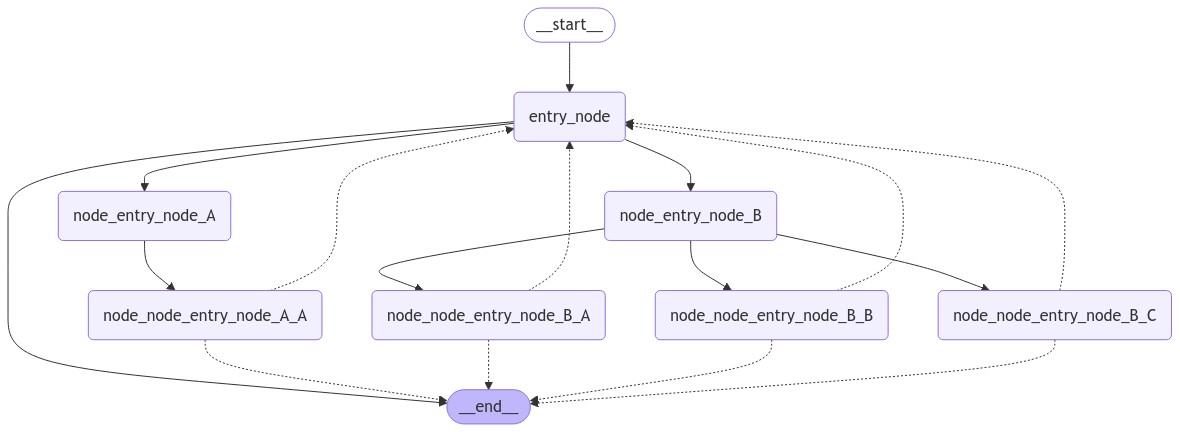 __start__
entry_node
node_entry_node_A
node_entry_node_B
node_node_entry_node_A_A
node_node_entry_node_B_A
node_node_entry_node_B_B
node_node_entry_node_B_C
__end__